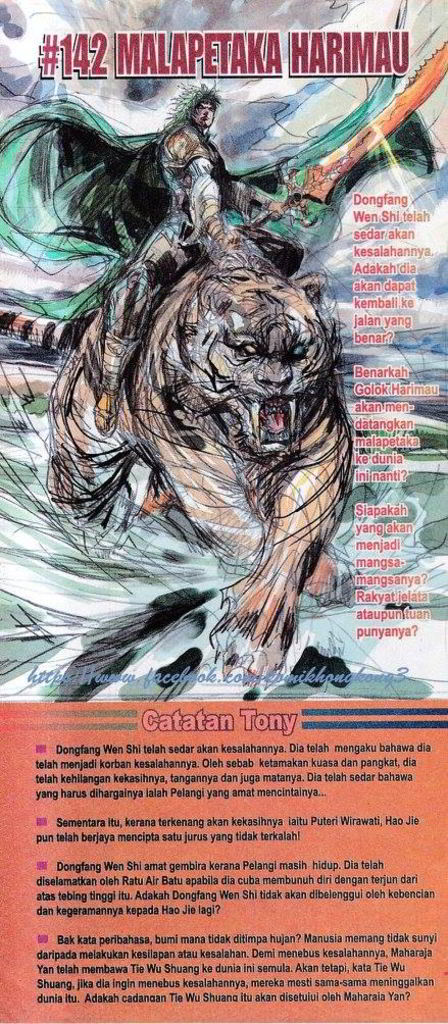 #142 MALAPETAKA HARIMAU
Dongfang
Wen Shi telah
sedar akan
kesalahannya.
Adakah dia
akan dapat
kembali ke
jalan yang
benar?
Benarkah
Golok Harimau
akan men-
datangkan
malapetaka
ke dunia
ini nanti?
Siapakah
yang akan
menjadi
mangsa-
mangsanya?
Rakyat jelata
ataupun tuan
punyanya?
https://www.facebook.com/komikhongkong3
Catatan Tony
Dongfang Wen Shi telah sedar akan kesalahannya. Dia telah mengaku bahawa dia
telah menjadi korban kesalahannya. Oleh sebab ketamakan kuasa dan pangkat, dia
telah kehilangan kekasihnya, tangannya dan juga matanya. Dia telah sedar bahawa
yang harus dihargainya ialah Pelangi yang amat mencintainya...
Sementara itu, kerana terkenang akan kekasihnya iaitu Puteri Wirawati, Hao Jie
pun telah berjaya mencipta satu jurus yang tidak terkalah!
Dongfang Wen Shi amat gembira kerana Pelangi masih hidup. Dia telah
diselamatkan oleh Ratu Air Batu apabila dia cuba membunuh diri dengan terjun dari
atas tebing tinggi itu. Adakah Dongfang Wen Shi tidak akan dibelenggui oleh kebencian
dan kegeramannya kepada Hao Jie lagi?
Bak kata peribahasa, bumi mana tidak ditimpa hujan? Manusia memang tidak sunyi
daripada melakukan kesilapan atau kesalahan. Demi menebus kesalahannya, Maharaja
Yan telah membawa Tie Wu Shuang ke dunia ini semula. Akan tetapi, kata Tie Wu
Shuang, jika dia ingin menebus kesalahannya, mereka mesti sama-sama meninggalkan
dunia itu. Adakah cadangan Tie Wu Shuang itu akan disetujui oleh Maharaja Yan?